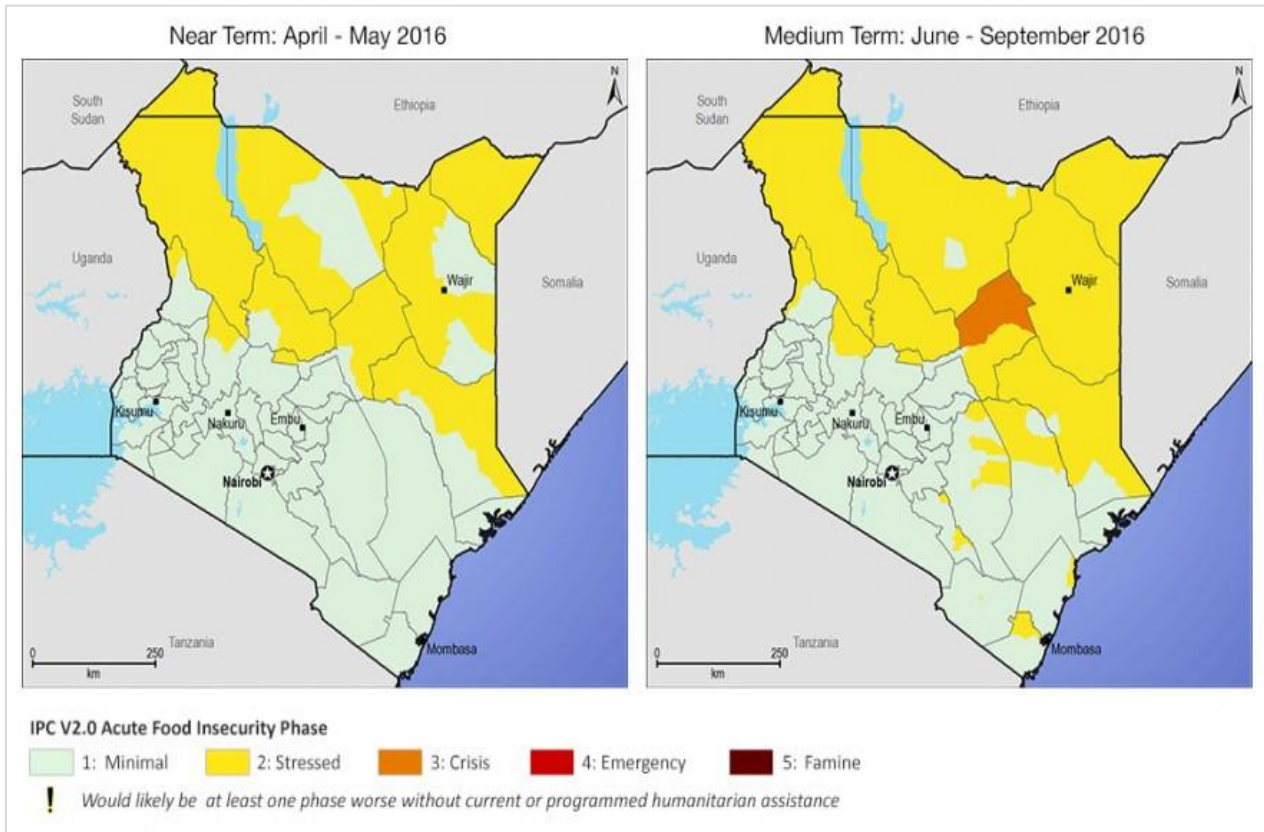 Near Term: April - May 2016
Medium Term: June - September 2016
South
Sudan
Ethiopia
N
Uganda
Wajir
Somalia
Kisumu
Nakuru
Embu
Nairobi
Tanzania
Mombasa
0
250
km
South
Sudan
Ethiopia
N
Uganda
Wajir
Somalia
Kisumu
Nakuru
Embu
Nairobi
Tanzania
Mombasa
0
250
km
IPC V2.0 Acute Food Insecurity Phase
1: Minimal
2: Stressed
3: Crisis
4: Emergency
5: Famine
! Would likely be at least one phase worse without current or programmed humanitarian assistance